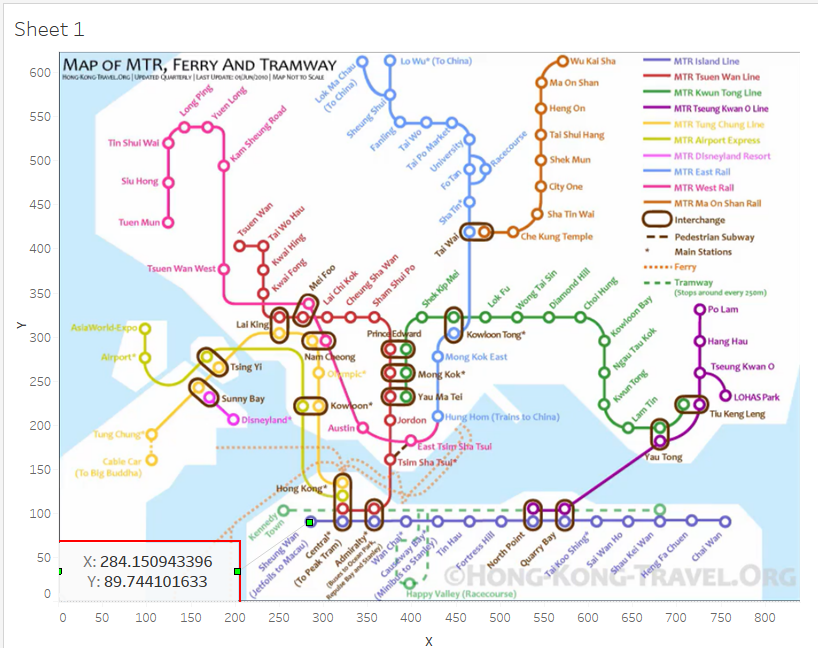 Sheet 1
MAP OF MTR, FERRY AND TRAMWAY
HONG-KONG-TRAVEL.ORG | UPDATED QUARTERLY | LAST UPDATE: 01/JUN/2010 | MAP NOT TO SCALE
600
550
500
450
400
350
300
250
200
150
100
50
0
Y
Long Ping
Yuen Long
Kam Sheung Road
Tin Shui Wai
Siu Hong
Tuen Mun
Tsuen Wan West
Tsuen Wan
Tai Wo Hau
Kwai Hing
Kwai Fong
Lai King
Mei Foo
Lai Chi Kok
Cheung Sha Wan
Sham Shui Po
Lok Ma Chau
(To China)
Lo Wu* (To China)
Sheung Shui
Fanling
Tai Wo
Tai Po Market
University
Racecourse
Fo Tan
Sha Tin*
Tai Wai
Wu Kai Sha
Ma On Shan
Heng On
Tai Shui Hang
Shek Mun
City One
Sha Tin Wai
Che Kung Temple
MTR Island Line
MTR Tsuen Wan Line
MTR Kwun Tong Line
MTR Tseung Kwan O Line
MTR Tung Chung Line
MTR Airport Express
MTR Disneyland Resort
MTR East Rail
MTR West Rail
MTR Ma On Shan Rail
Interchange
Pedestrian Subway
* Main Stations
Ferry
Tramway
(Stops around every 250m)
Shek Kip Mei
Lok Fu
Wong Tai Sin
Diamond Hill
Choi Hung
Kowloon Bay
Ngau Tau Kok
Kwun Tong
Lam Tin
Yau Tong
Po Lam
Hang Hau
Tseung Kwan O
LOHAS Park
Tiu Keng Leng
Prince Edward
Kowloon Tong*
Mong Kok East
Mong Kok*
Yau Ma Tei
Hung Hom (Trains to China)
Jordon
East Tsim Sha Tsui
Tsim Sha Tsui*
Austin
Nam Cheong
Olympic*
Kowloon*
AsiaWorld-Expo
Airport*
Tsing Yi
Sunny Bay
Disneyland*
Tung Chung*
Cable Car
(To Big Buddha)
Hong Kong*
Kennedy
Town
Sheung Wan
(Jetfoils to Macau)
Central*
(To Peak Tram)
Admiralty*
(Buses to Ocean Park,
Repulse Bay and Stanley)
Wan Chai*
Causeway Bay*
(Minibus to Stanley)
Tin Hau
Fortress Hill
North Point
Quarry Bay
Tai Koo Shing*
Sai Wan Ho
Shau Kei Wan
Heng Fa Chuen
Chai Wan
Happy Valley (Racecourse)
©HONG-KONG-TRAVEL.ORG
X: 284.150943396
Y: 89.744101633
0 50 100 150 200 250 300 350 400 450 500 550 600 650 700 750 800
X